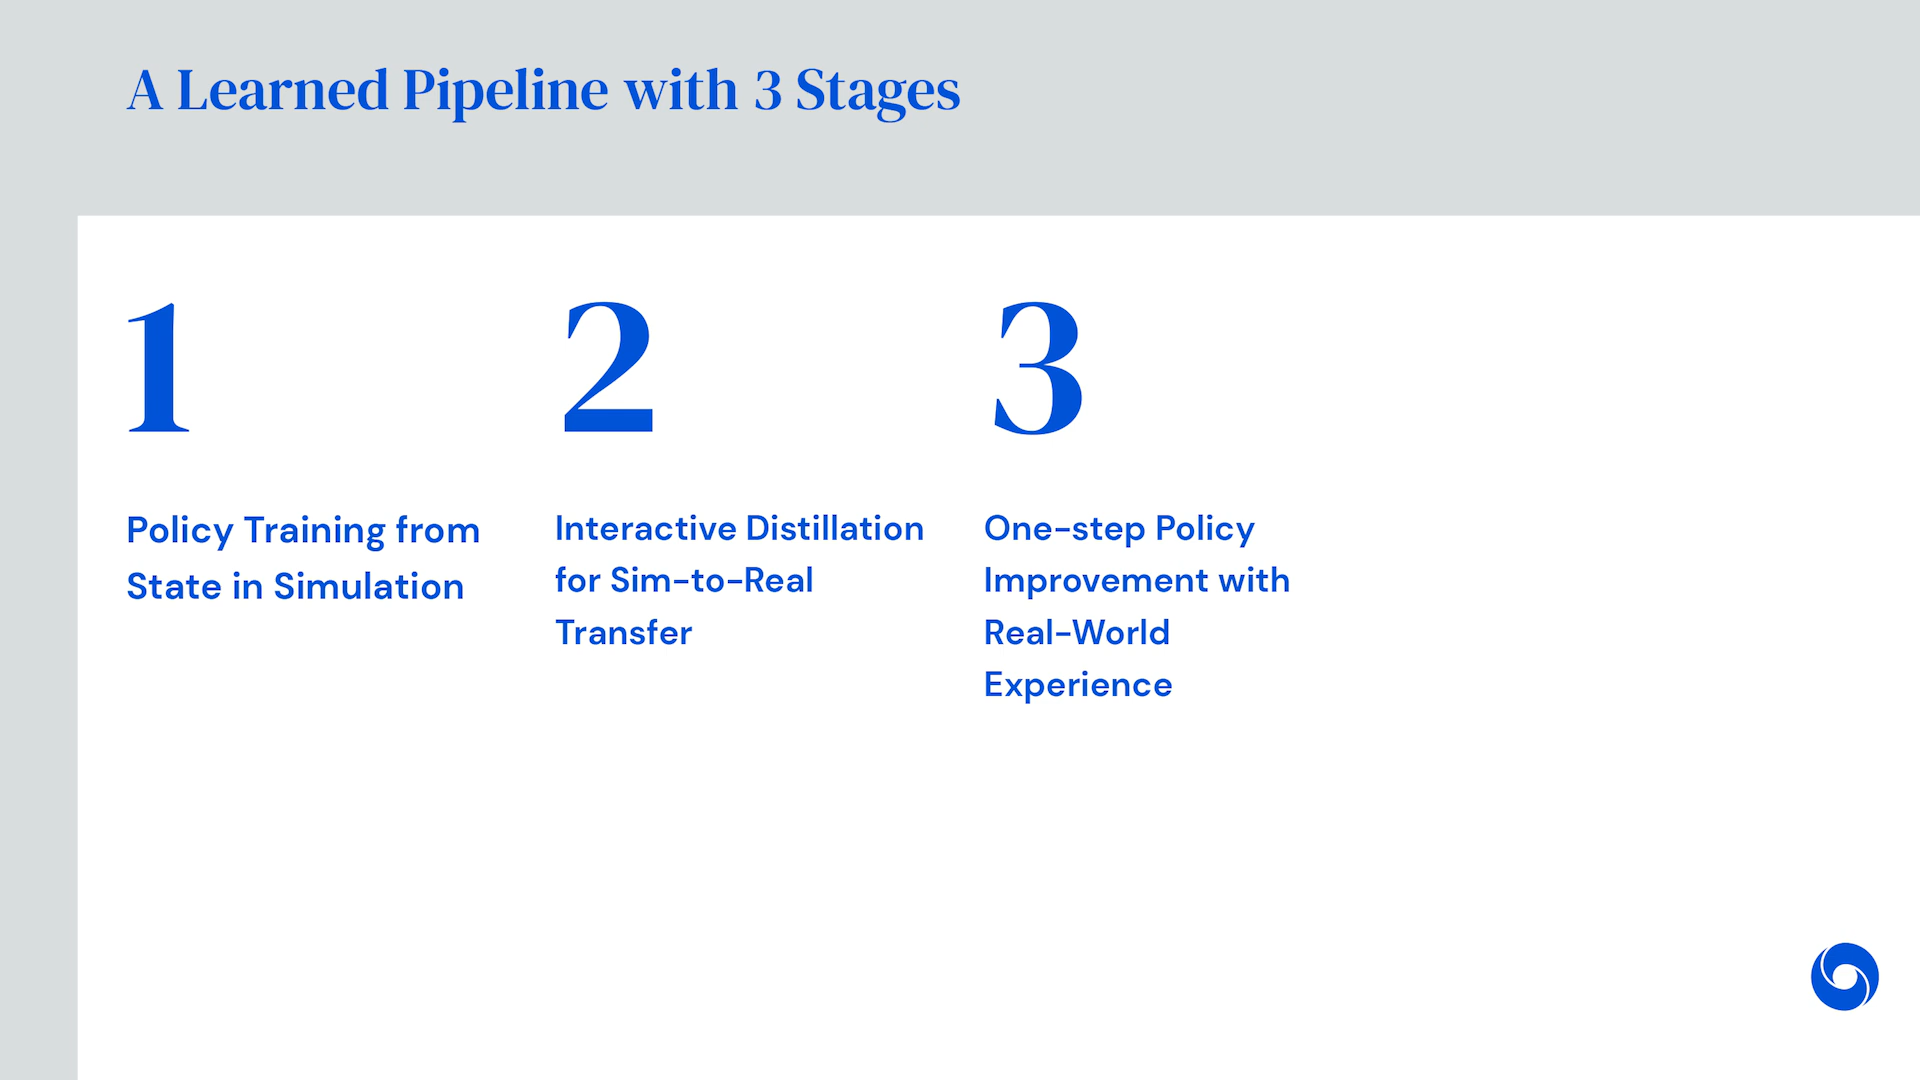 A Learned Pipeline with 3 Stages
1
Policy Training from
State in Simulation
2
Interactive Distillation
for Sim-to-Real
Transfer
3
One-step Policy
Improvement with
Real-World
Experience